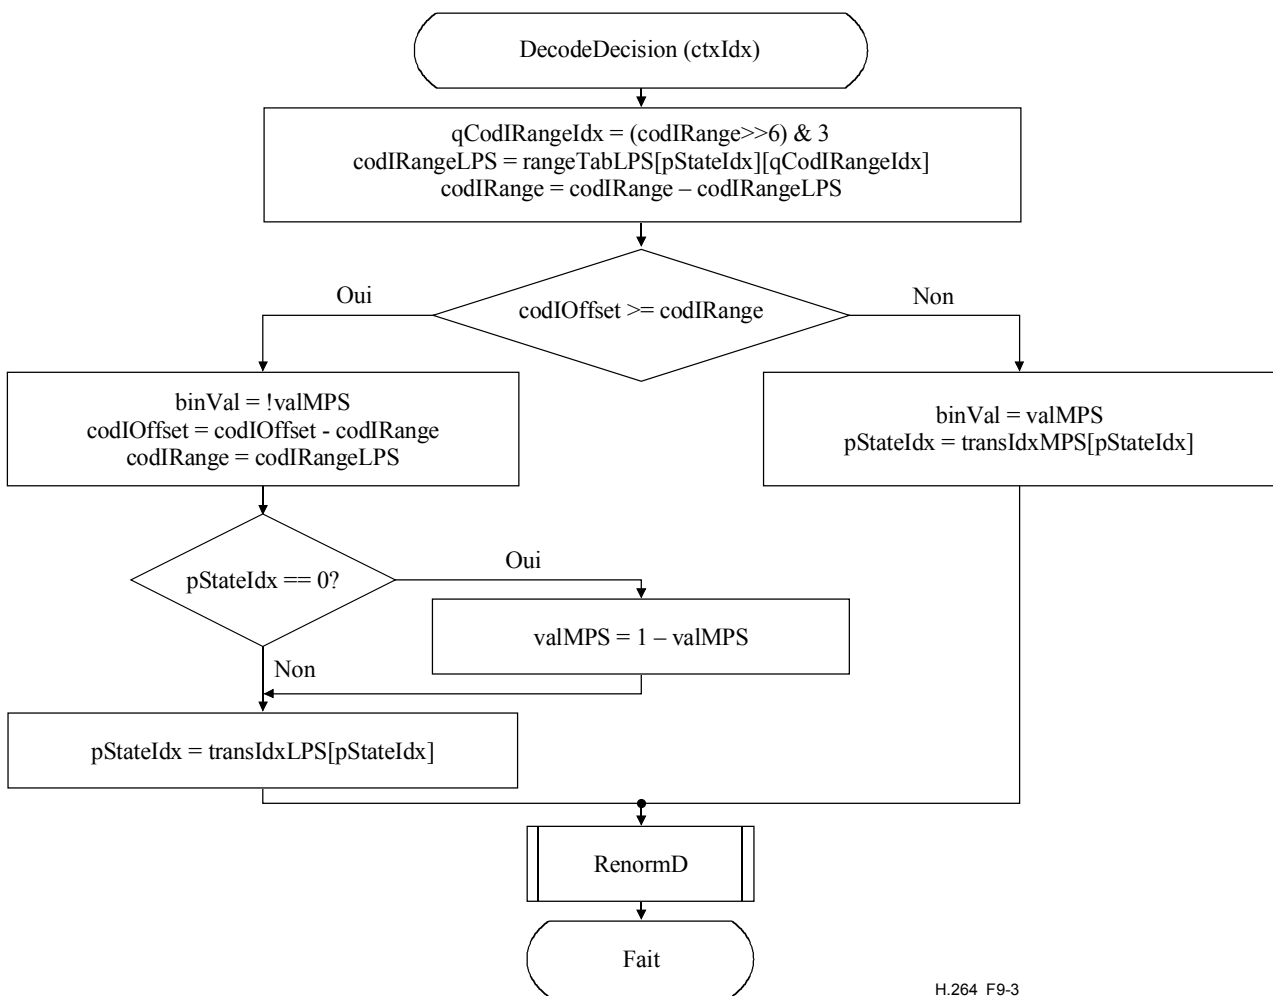 DecodeDecision (ctxIdx)
qCodIRangeIdx = (codIRange>>6) & 3
codIRangeLPS = rangeTabLPS[pStateIdx][qCodIRangeIdx]
codIRange = codIRange – codIRangeLPS
codIOffset >= codIRange
Oui
Non
binVal = !valMPS
codIOffset = codIOffset - codIRange
codIRange = codIRangeLPS
binVal = valMPS
pStateIdx = transIdxMPS[pStateIdx]
pStateIdx == 0?
Oui
valMPS = 1 – valMPS
Non
pStateIdx = transIdxLPS[pStateIdx]
RenormD
Fait
H.264_F9-3